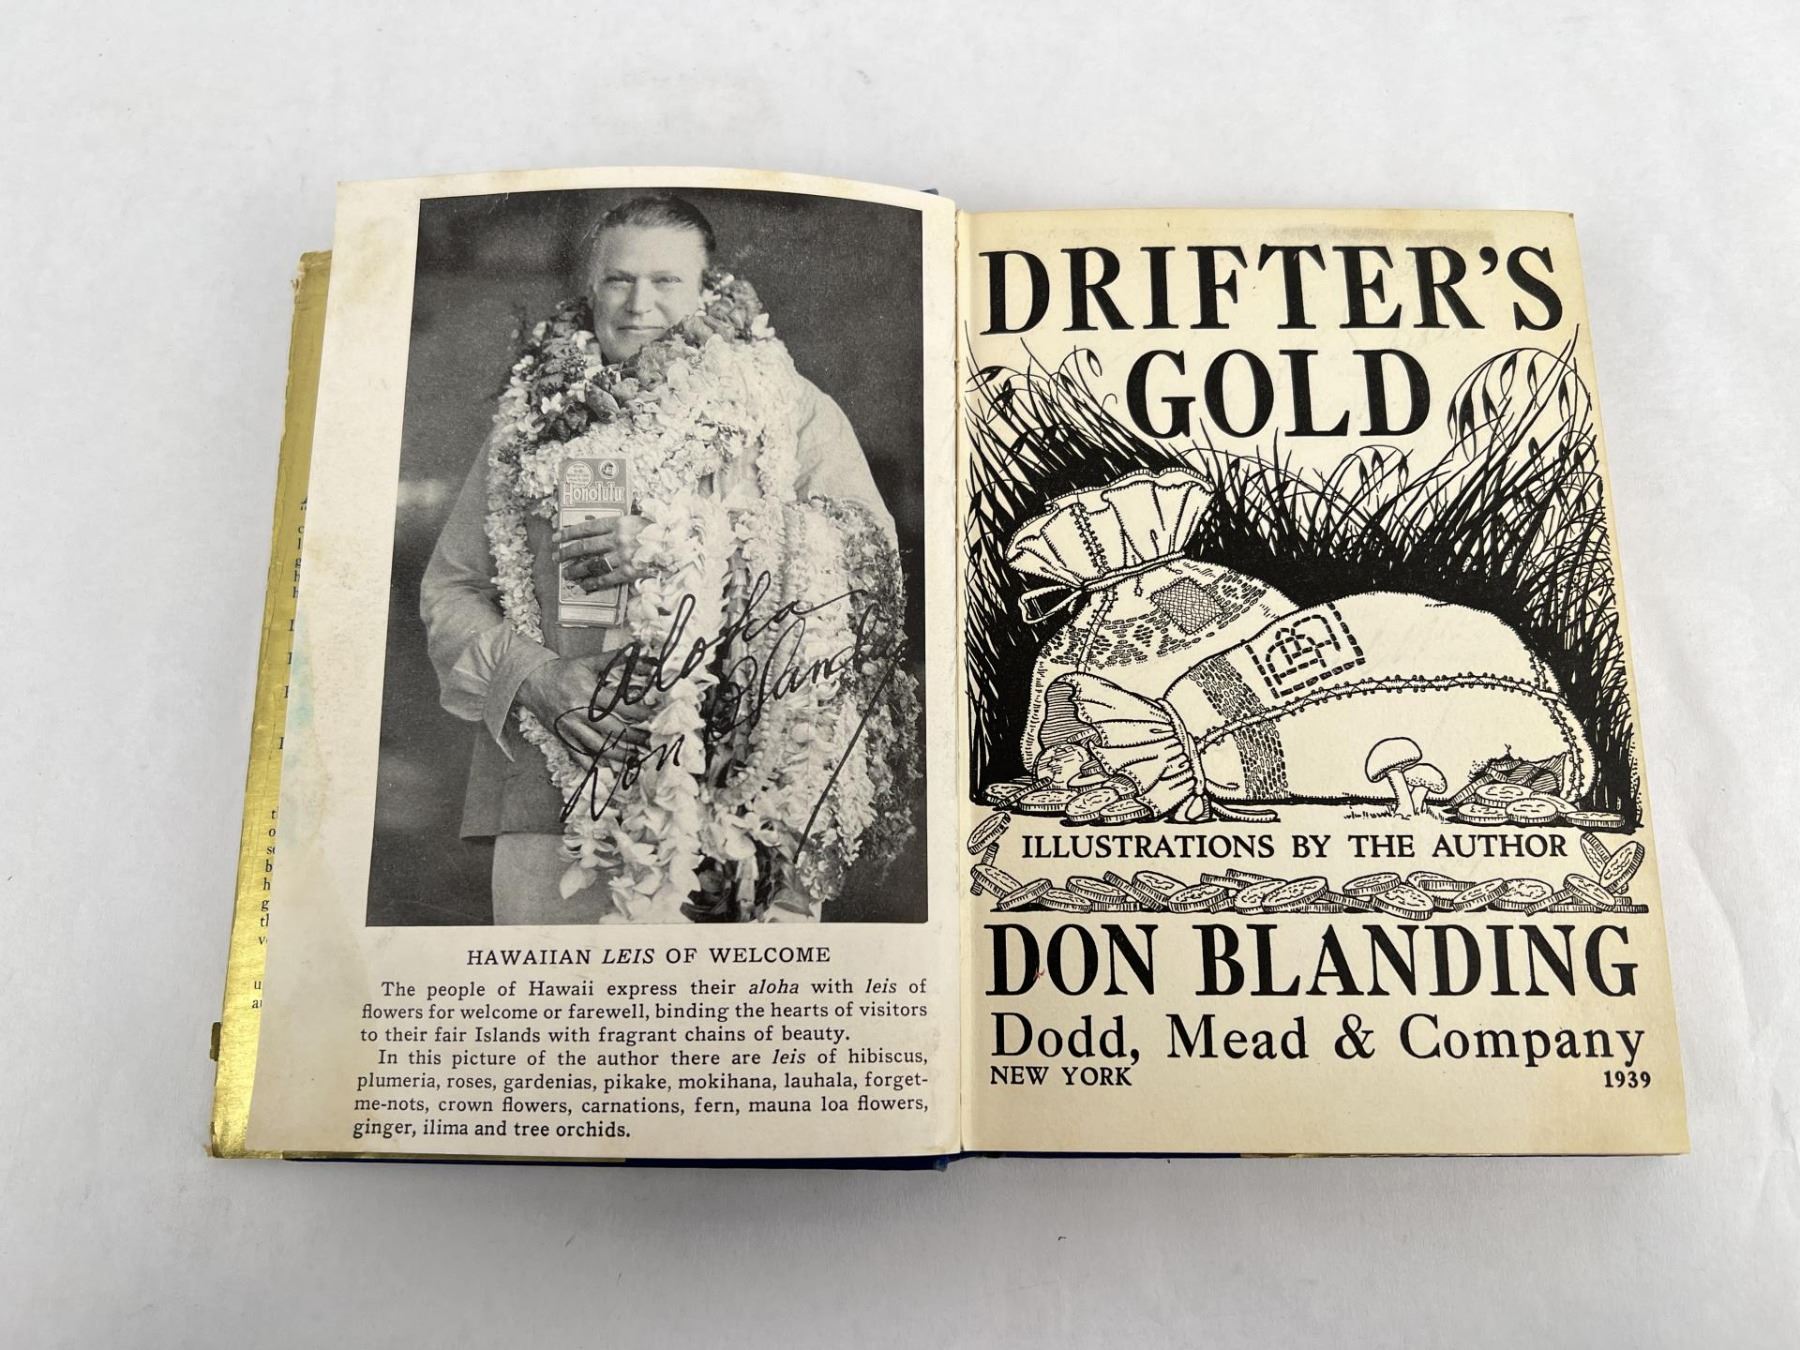 Honolulu
Aloha
Don Blanding
HAWAIIAN LEIS OF WELCOME
The people of Hawaii express their aloha with leis of
flowers for welcome or farewell, binding the hearts of visitors
to their fair Islands with fragrant chains of beauty.
In this picture of the author there are leis of hibiscus,
plumeria, roses, gardenias, pikake, mokihana, lauhala, forget-
me-nots, crown flowers, carnations, fern, mauna loa flowers,
ginger, ilima and tree orchids.
DRIFTER'S
GOLD
ILLUSTRATIONS BY THE AUTHOR
DON BLANDING
Dodd, Mead & Company
NEW YORK 1939